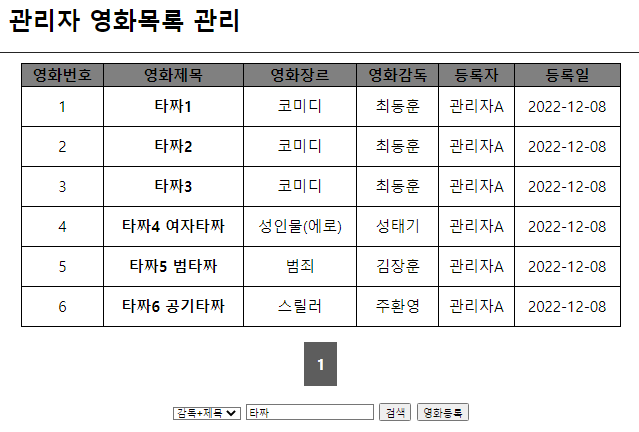 관리자 영화목록 관리
영화번호 영화제목 영화장르 영화감독 등록자 등록일
1 타짜1 코미디 최동훈 관리자A 2022-12-08
2 타짜2 코미디 최동훈 관리자A 2022-12-08
3 타짜3 코미디 최동훈 관리자A 2022-12-08
4 타짜4 여자타짜 성인물(에로) 성태기 관리자A 2022-12-08
5 타짜5 범타짜 범죄 김장훈 관리자A 2022-12-08
6 타짜6 공기타짜 스릴러 주환영 관리자A 2022-12-08
1
감독+제목 타짜 검색 영화등록